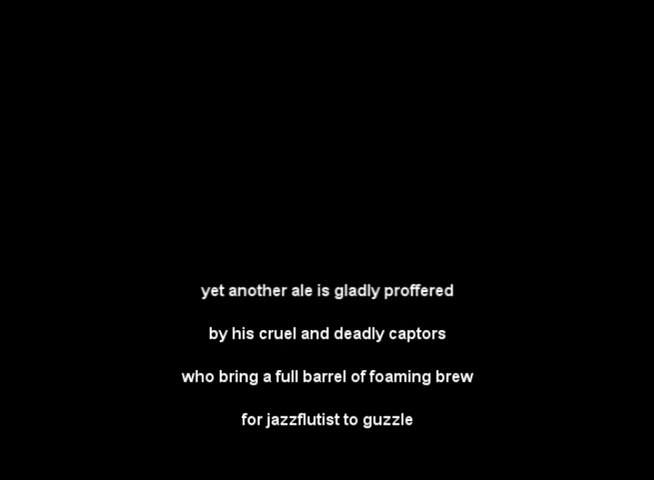 yet another ale is gladly proffered
by his cruel and deadly captors
who bring a full barrel of foaming brew
for jazzflutist to guzzle